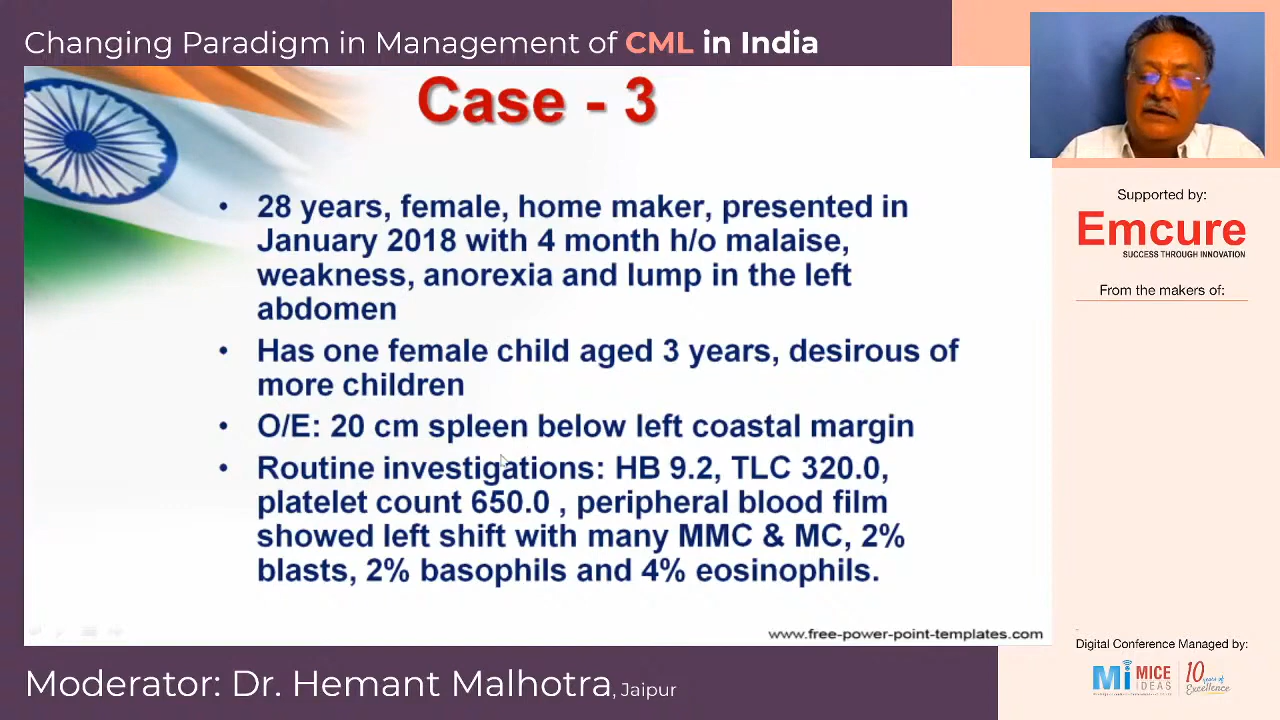 Changing Paradigm in Management of CML in India
Case - 3
• 28 years, female, home maker, presented in
January 2018 with 4 month h/o malaise,
weakness, anorexia and lump in the left
abdomen
• Has one female child aged 3 years, desirous of
more children
• O/E: 20 cm spleen below left coastal margin
• Routine investigations: HB 9.2, TLC 320.0,
platelet count 650.0 , peripheral blood film
showed left shift with many MMC & MC, 2%
blasts, 2% basophils and 4% eosinophils.
www.free-power-point-templates.com
Supported by:
Emcure
SUCCESS THROUGH INNOVATION
From the makers of:
Digital Conference Managed by:
Mi MICE
IDEAS
10 years of
Excellence
Moderator: Dr. Hemant Malhotra, Jaipur